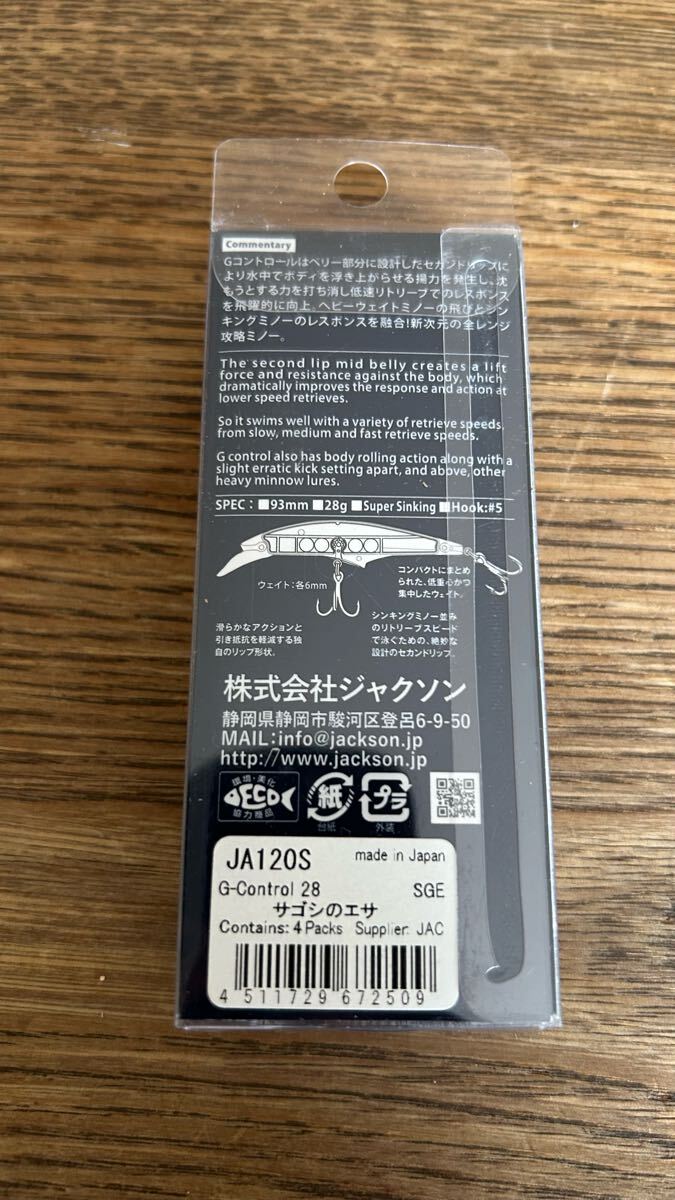 Commentary
Gコントロールはベリー部分に設計したセカンドリップに
より水中でボディを浮き上がらせる揚力を発生し、沈
もうとする力を打ち消し低速リトリーブでのレスポンス
を飛躍的に向上。ヘビーウェイトミノーの飛びとシン
キングミノーのレスポンスを融合!新次元の全レンジ
攻略ミノー。
The second lip mid belly creates a lift
force and resistance against the body, which
dramatically improves the response and action at
lower speed retrieves.
So it swims well with a variety of retrieve speeds,
from slow, medium and fast retrieve speeds.
G control also has body rolling action along with a
slight erratic kick setting apart, and above, other
heavy minnow lures.
SPEC : ■93mm ■28g ■Super Sinking ■Hook:#5
ウェイト:各6mm
コンパクトにまとめ
られた、低重心かつ
集中したウェイト。
滑らかなアクションと
引き抵抗を軽減する独
自のリップ形状。
シンキングミノー並み
のリトリーブスピード
で泳ぐための、絶妙な
設計のセカンドリップ。
株式会社ジャクソン
静岡県静岡市駿河区登呂6-9-50
MAIL:info@jackson.jp
http://www.jackson.jp
環境・美化
ECO
協力商品
紙
台紙
プラ
外装
JA120S made in Japan
G-Control 28 SGE
サゴシのエサ
Contains: 4 Packs Supplier: JAC
4 511729 672509